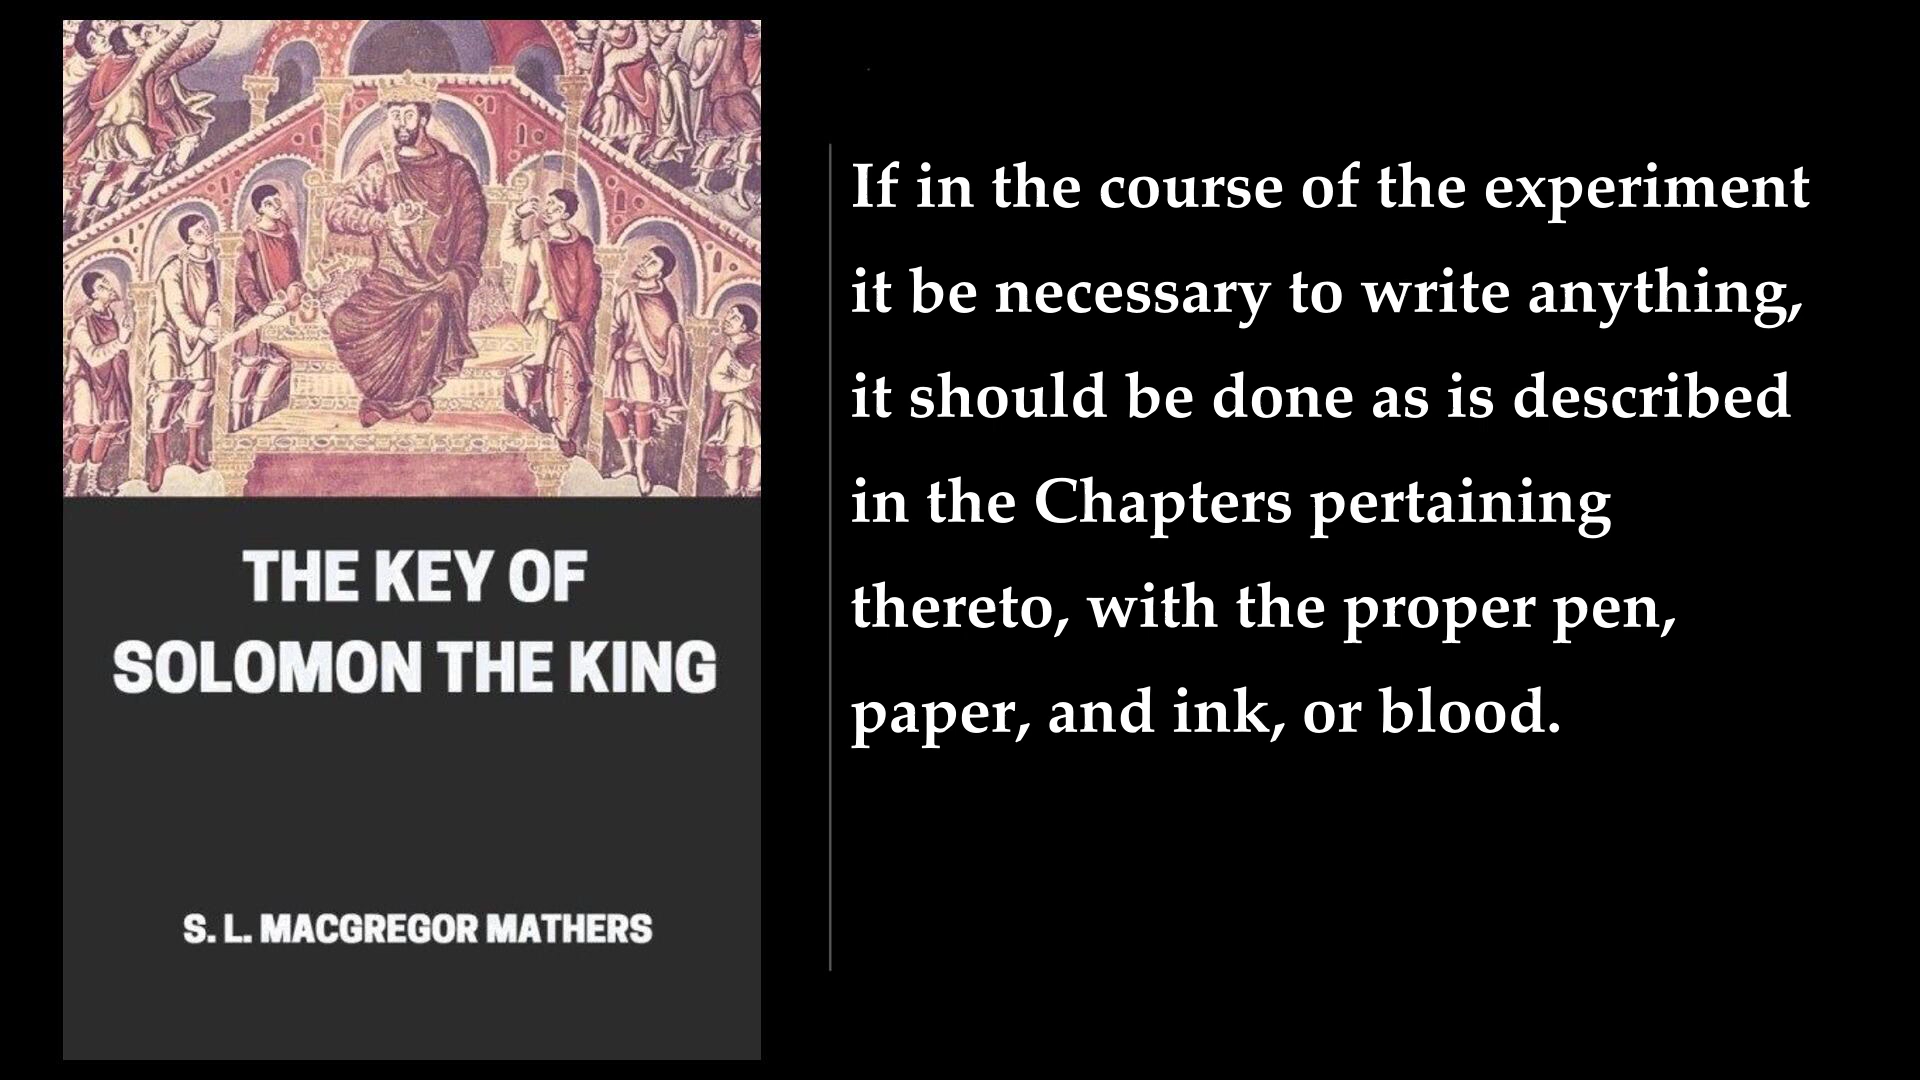 THE KEY OF
SOLOMON THE KING
S. L. MACGREGOR MATHERS
If in the course of the experiment
it be necessary to write anything,
it should be done as is described
in the Chapters pertaining
thereto, with the proper pen,
paper, and ink, or blood.